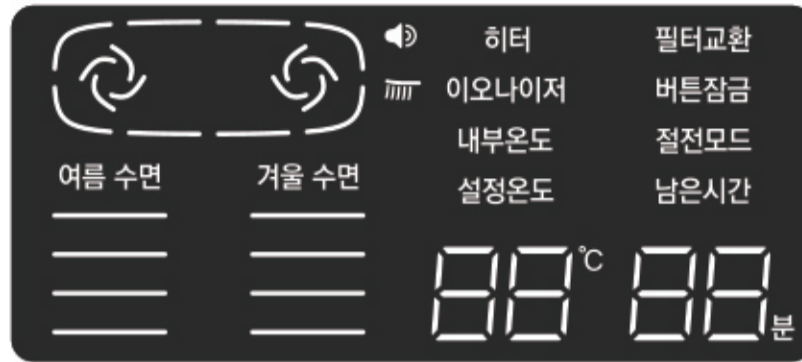 히터 필터교환
이오나이저 버튼잠금
내부온도 절전모드
여름 수면 겨울 수면 설정온도 남은시간
88 ℃ 88 분